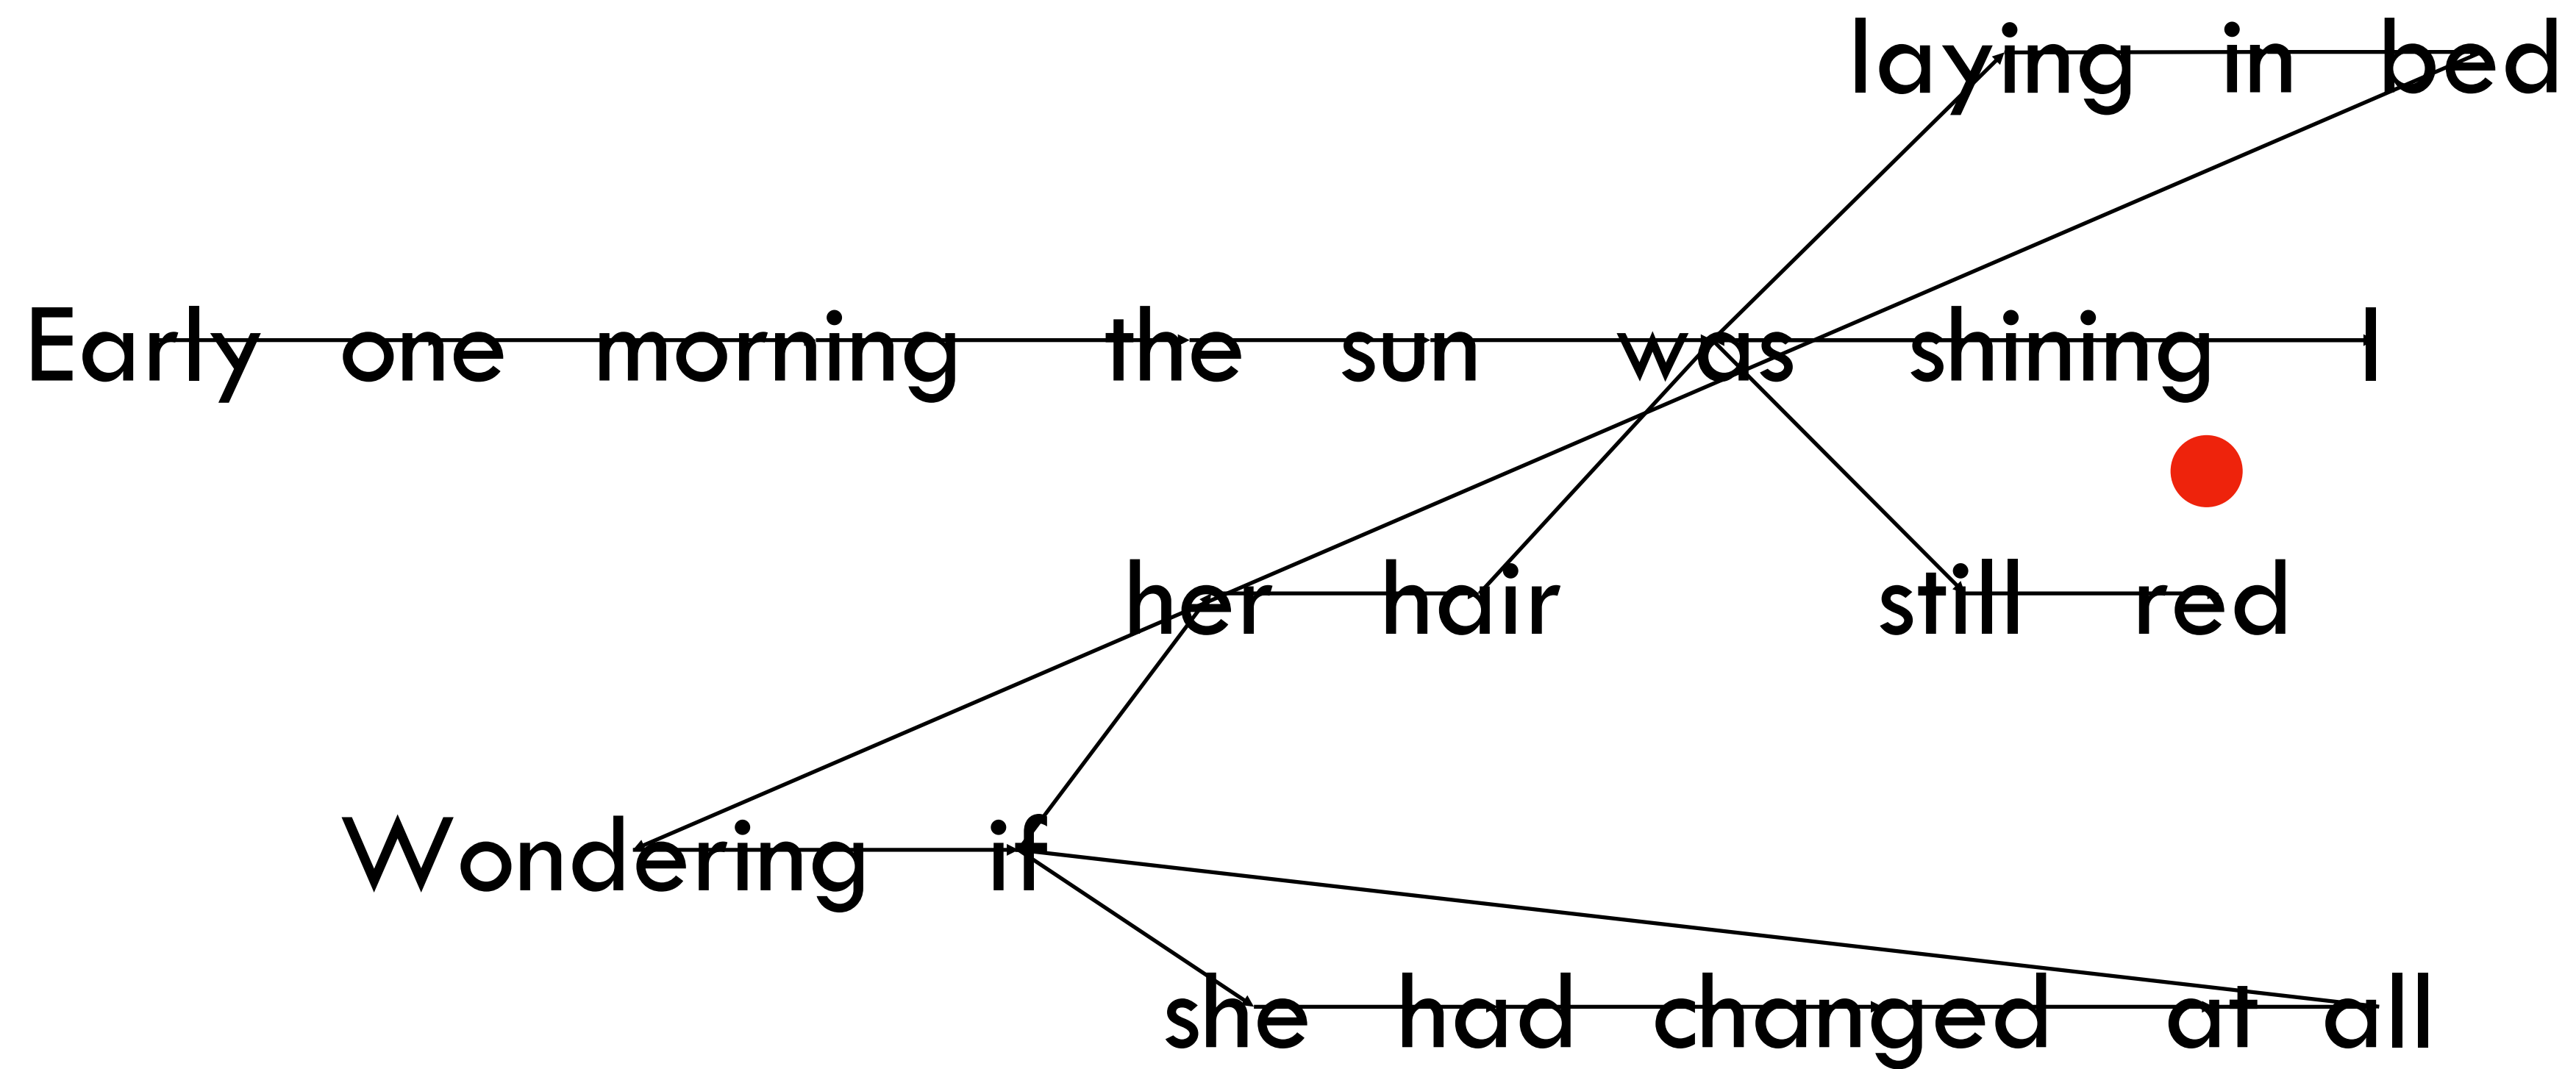 laying in bed
Early one morning the sun was shining I
her hair still red
Wondering if
she had changed at all